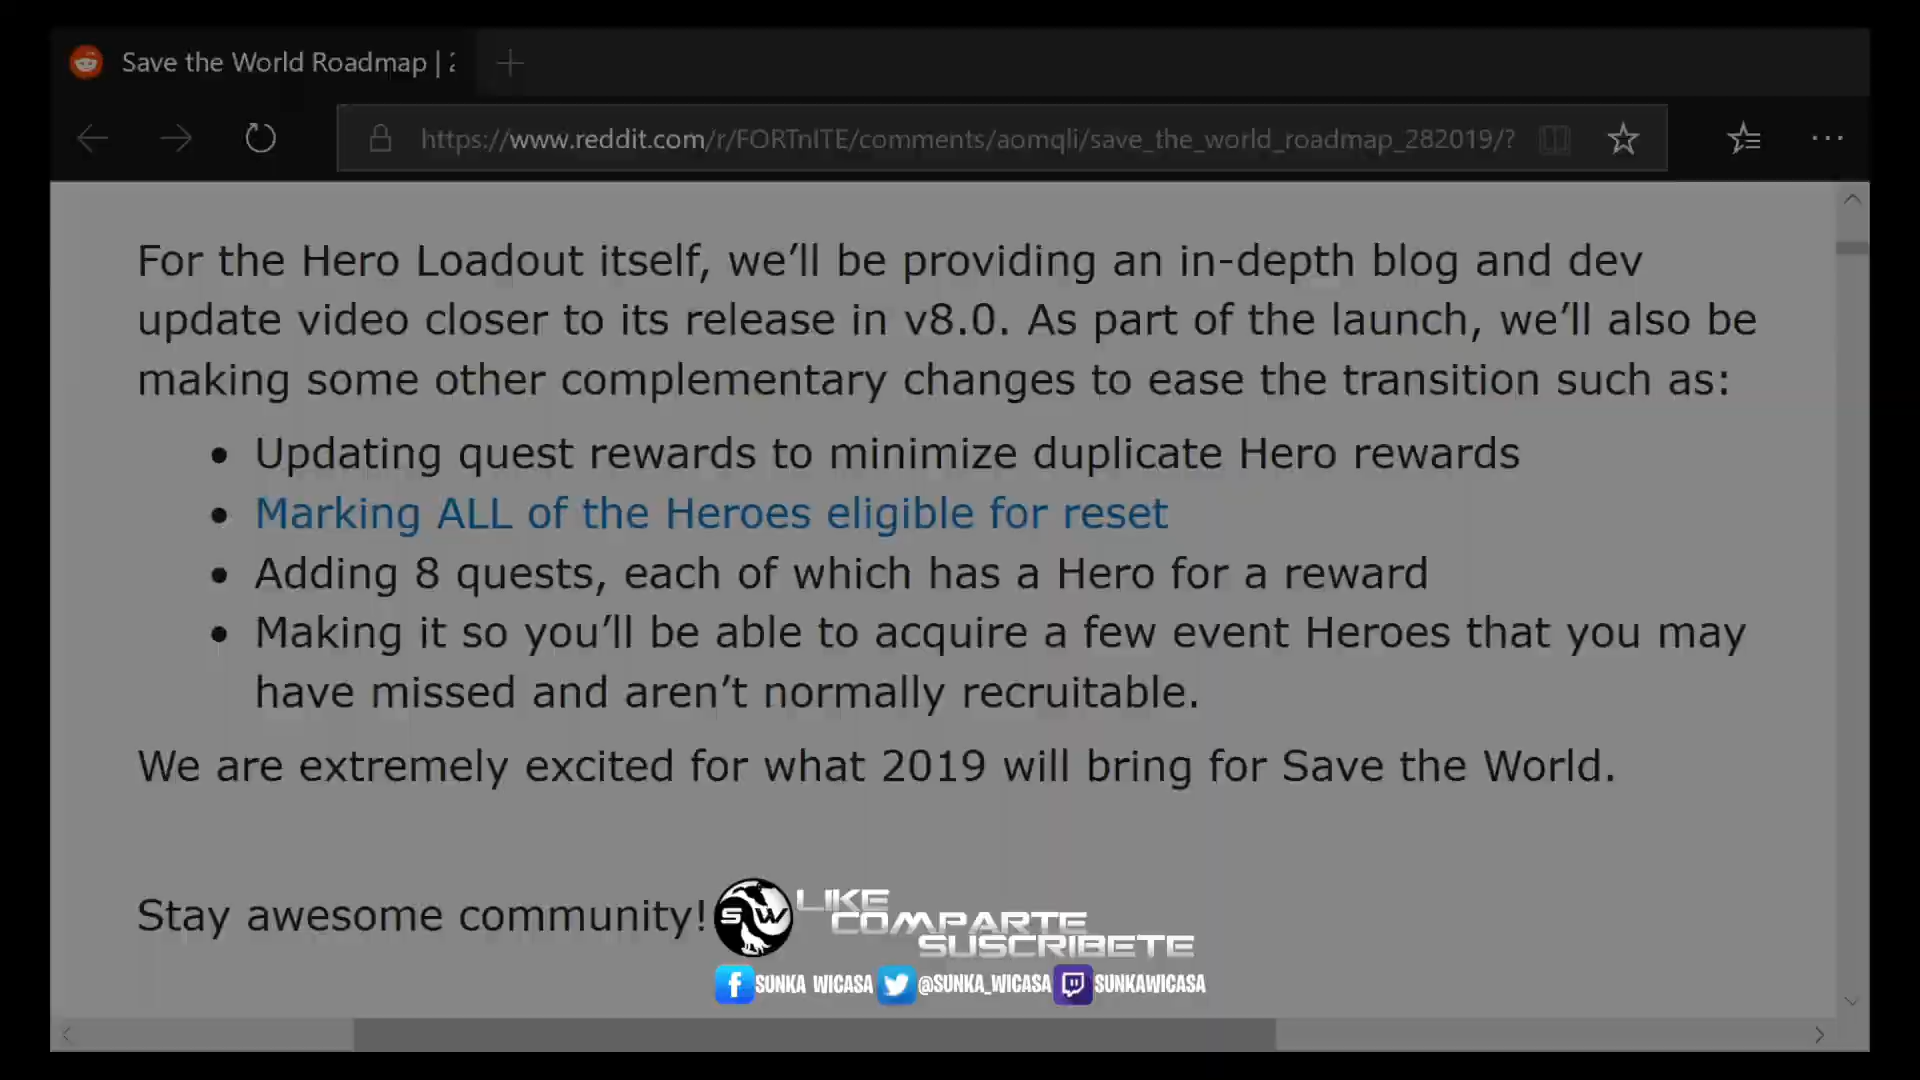 Save the World Roadmap | 2
https://www.reddit.com/r/FORTnITE/comments/aomqli/save_the_world_roadmap_282019/?
For the Hero Loadout itself, we’ll be providing an in-depth blog and dev
update video closer to its release in v8.0. As part of the launch, we’ll also be
making some other complementary changes to ease the transition such as:
• Updating quest rewards to minimize duplicate Hero rewards
• Marking ALL of the Heroes eligible for reset
• Adding 8 quests, each of which has a Hero for a reward
• Making it so you’ll be able to acquire a few event Heroes that you may
have missed and aren’t normally recruitable.
We are extremely excited for what 2019 will bring for Save the World.
Stay awesome community!
SW
LIKE
COMPARTE
SUSCRIBETE
SUNKA WICASA @SUNKA_WICASA SUNKAWICASA